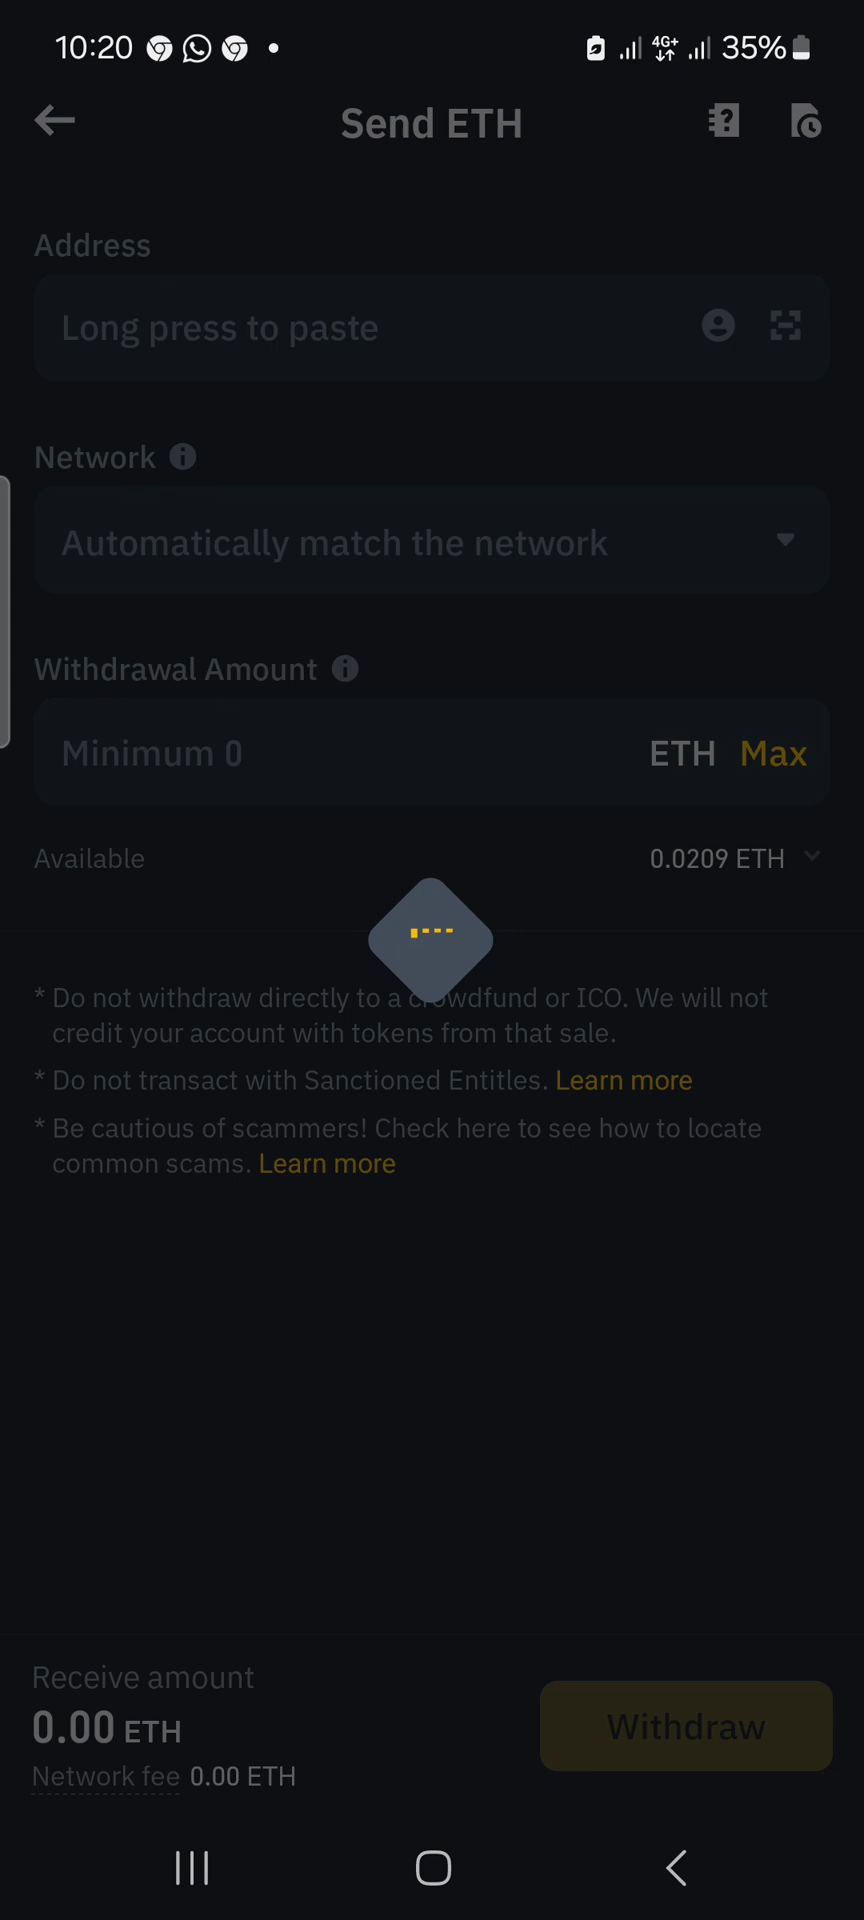 10:20 4G+ 35%
Send ETH
Address
Long press to paste
Network
Automatically match the network
Withdrawal Amount
Minimum 0 ETH Max
Available 0.0209 ETH
* Do not withdraw directly to a crowdfund or ICO. We will not
credit your account with tokens from that sale.
* Do not transact with Sanctioned Entitles. Learn more
* Be cautious of scammers! Check here to see how to locate
common scams. Learn more
Receive amount
0.00 ETH
Withdraw
Network fee 0.00 ETH